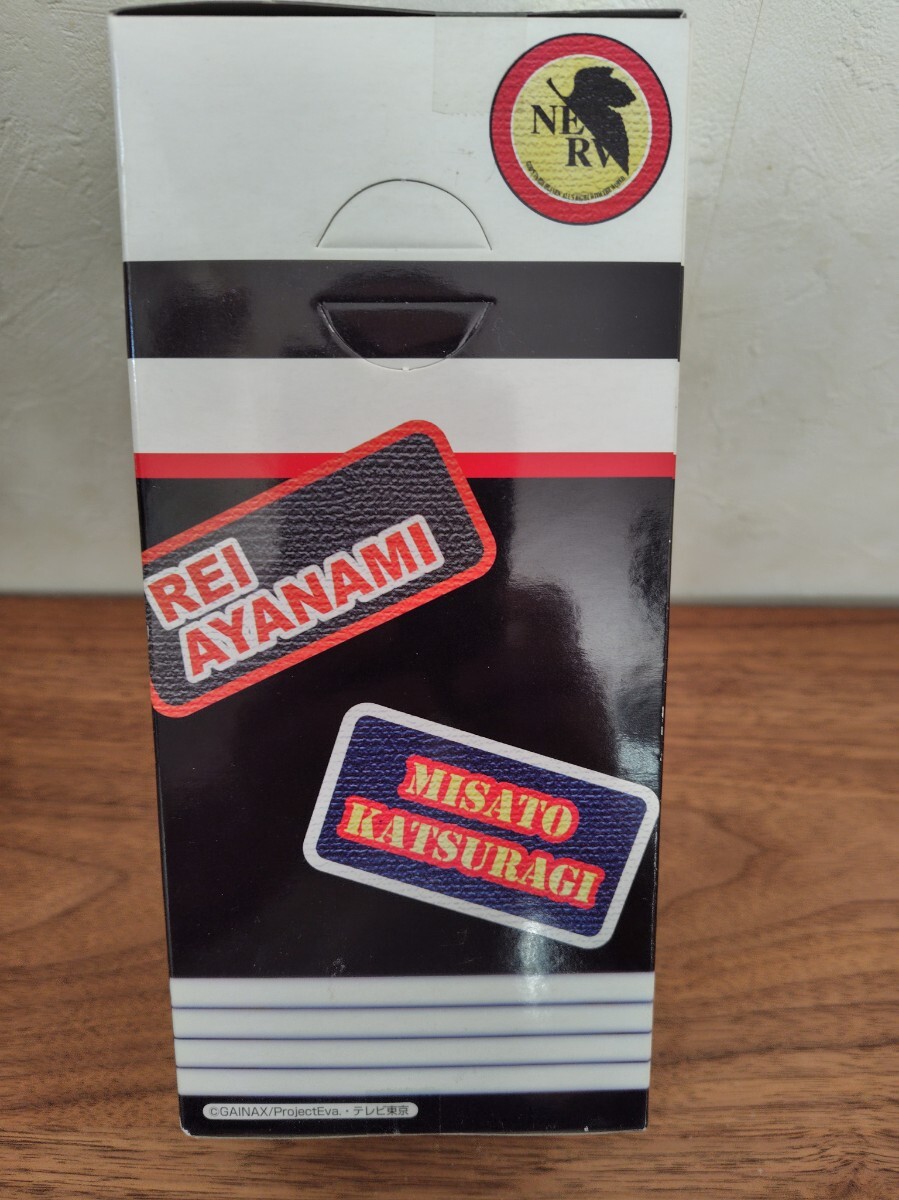 NERV
REI
AYANAMI
MISATO
KATSURAGI
©GAINAX/ProjectEva.・テレビ東京